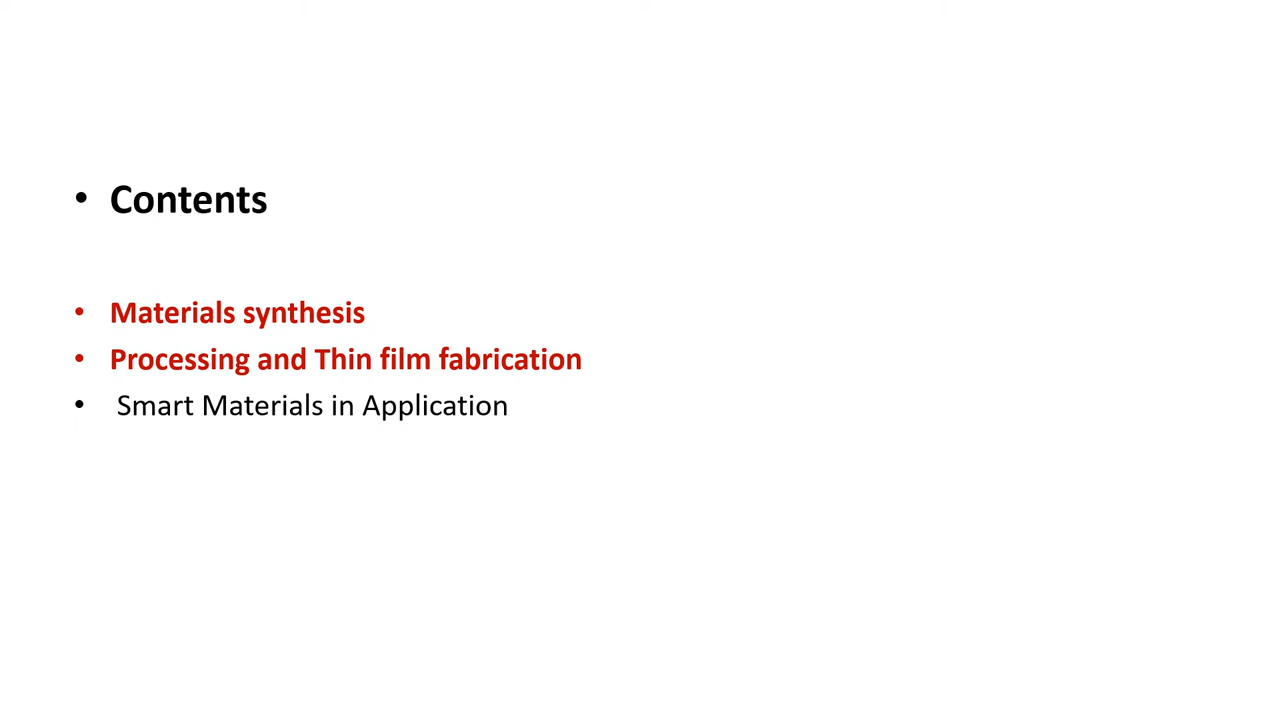 • Contents
• Materials synthesis
• Processing and Thin film fabrication
• Smart Materials in Application